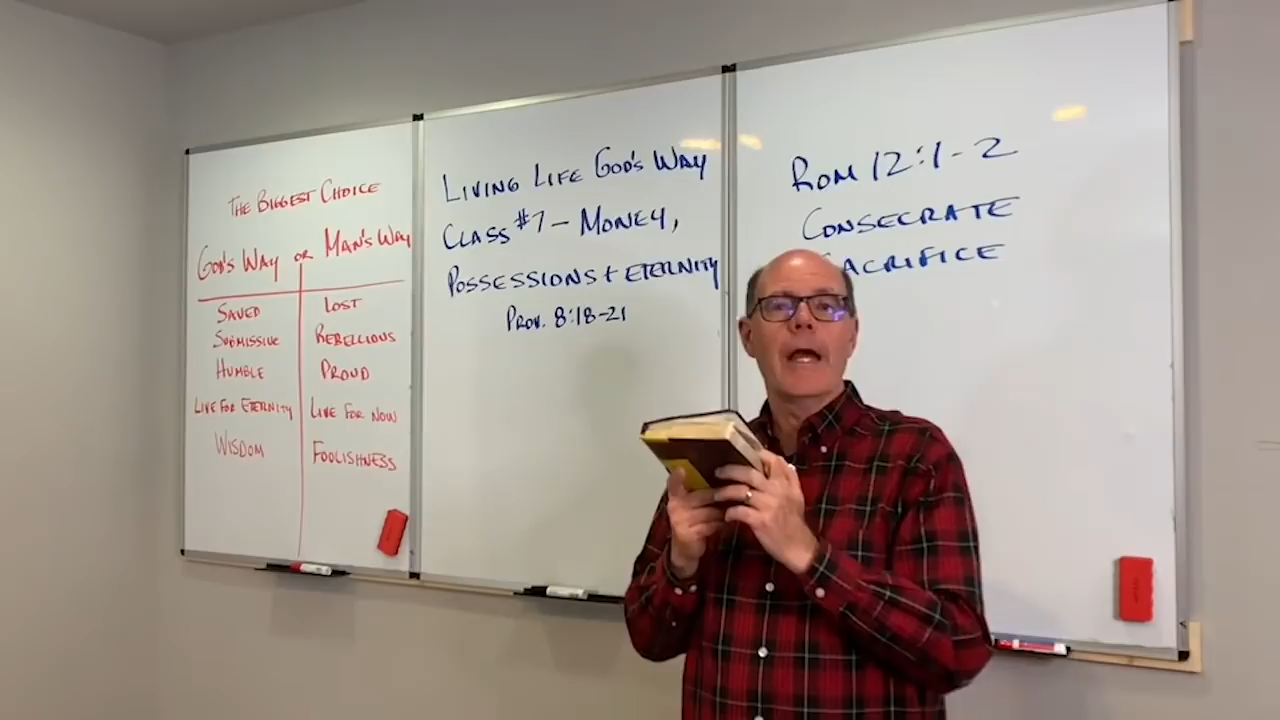 THE BIGGEST CHOICE
GOD'S WAY OR MAN'S WAY
SAVED LOST
SUBMISSIVE REBELLIOUS
HUMBLE PROUD
LIVE FOR ETERNITY LIVE FOR NOW
WISDOM FOOLISHNESS
LIVING LIFE GOD'S WAY
CLASS #7 - MONEY,
POSSESSIONS + ETERNITY
PROV. 8:18-21
ROM 12:1-2
CONSECRATE
SACRIFICE